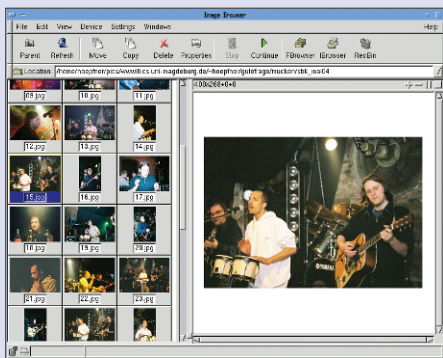 Image Browser
File Edit View Device Settings Windows Help
Parent Refresh Move Copy Delete Properties Stop Continue FBrowser IBrowser RecBin
Location:
400x268+0+0
09.jpg 10.jpg 11.jpg
12.jpg 13.jpg 14.jpg
15.jpg 16.jpg 17.jpg
18.jpg 19.jpg 20.jpg
21.jpg 22.jpg 23.jpg
YAMAHA